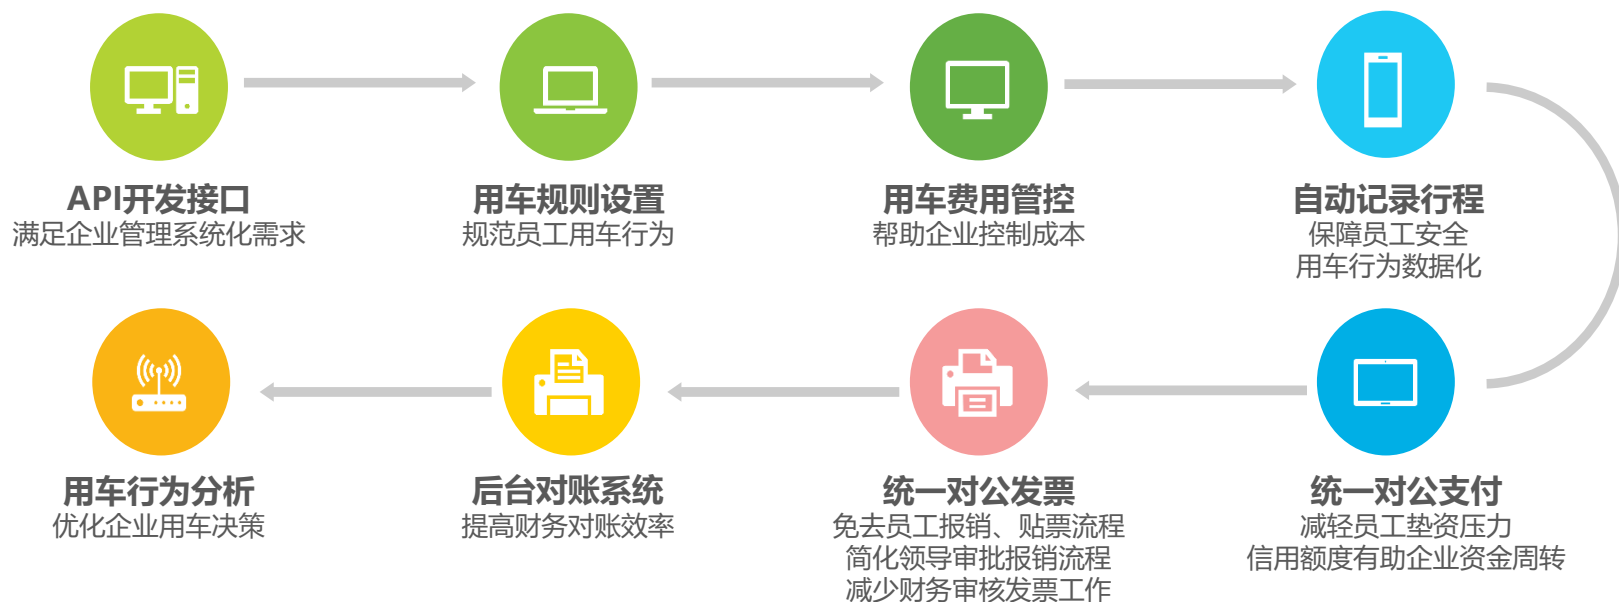 API开发接口
满足企业管理系统化需求
用车规则设置
规范员工用车行为
用车费用管控
帮助企业控制成本
自动记录行程
保障员工安全
用车行为数据化
统一对公支付
减轻员工垫资压力
信用额度有助企业资金周转
统一对公发票
免去员工报销、贴票流程
简化领导审批报销流程
减少财务审核发票工作
后台对账系统
提高财务对账效率
用车行为分析
优化企业用车决策